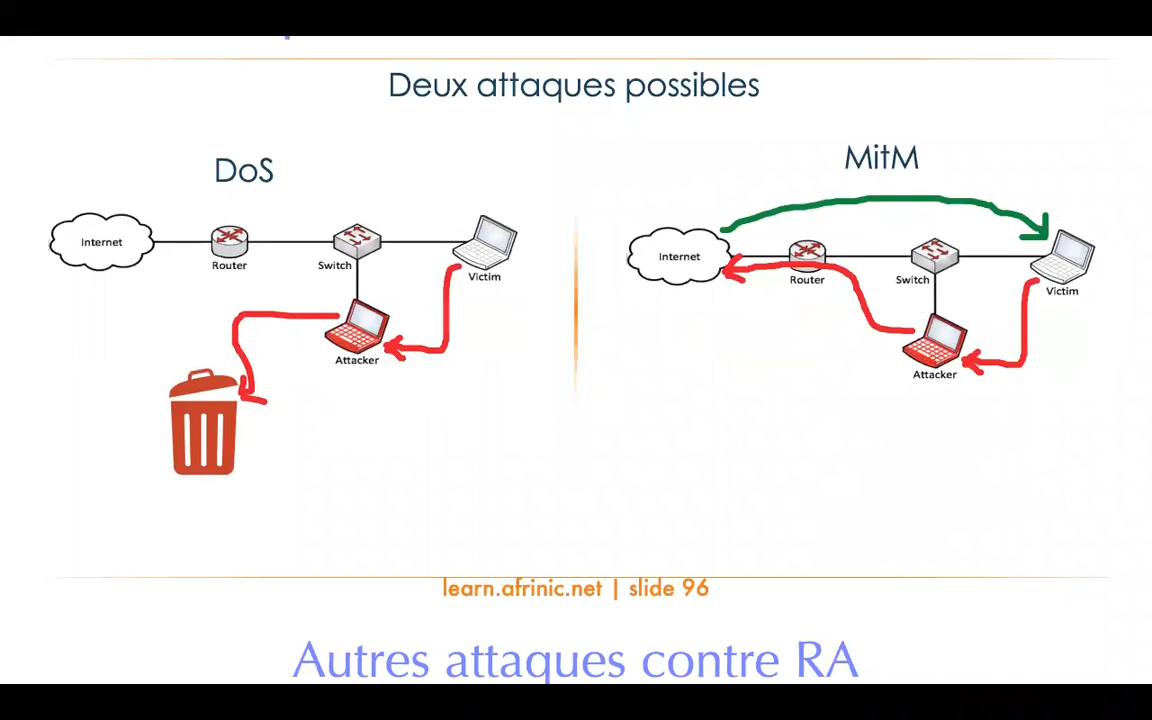 Deux attaques possibles
DoS
Internet
Router
Switch
Victim
Attacker
MitM
Internet
Router
Switch
Victim
Attacker
learn.afrinic.net | slide 96
Autres attaques contre RA